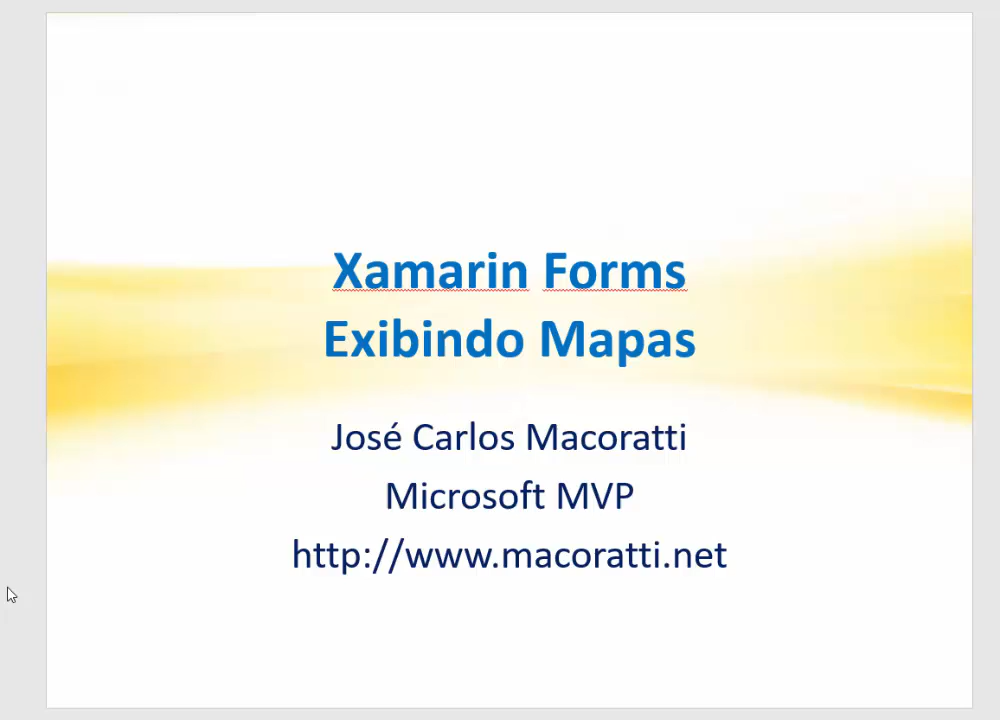 Xamarin Forms
Exibindo Mapas
José Carlos Macoratti
Microsoft MVP
http://www.macoratti.net